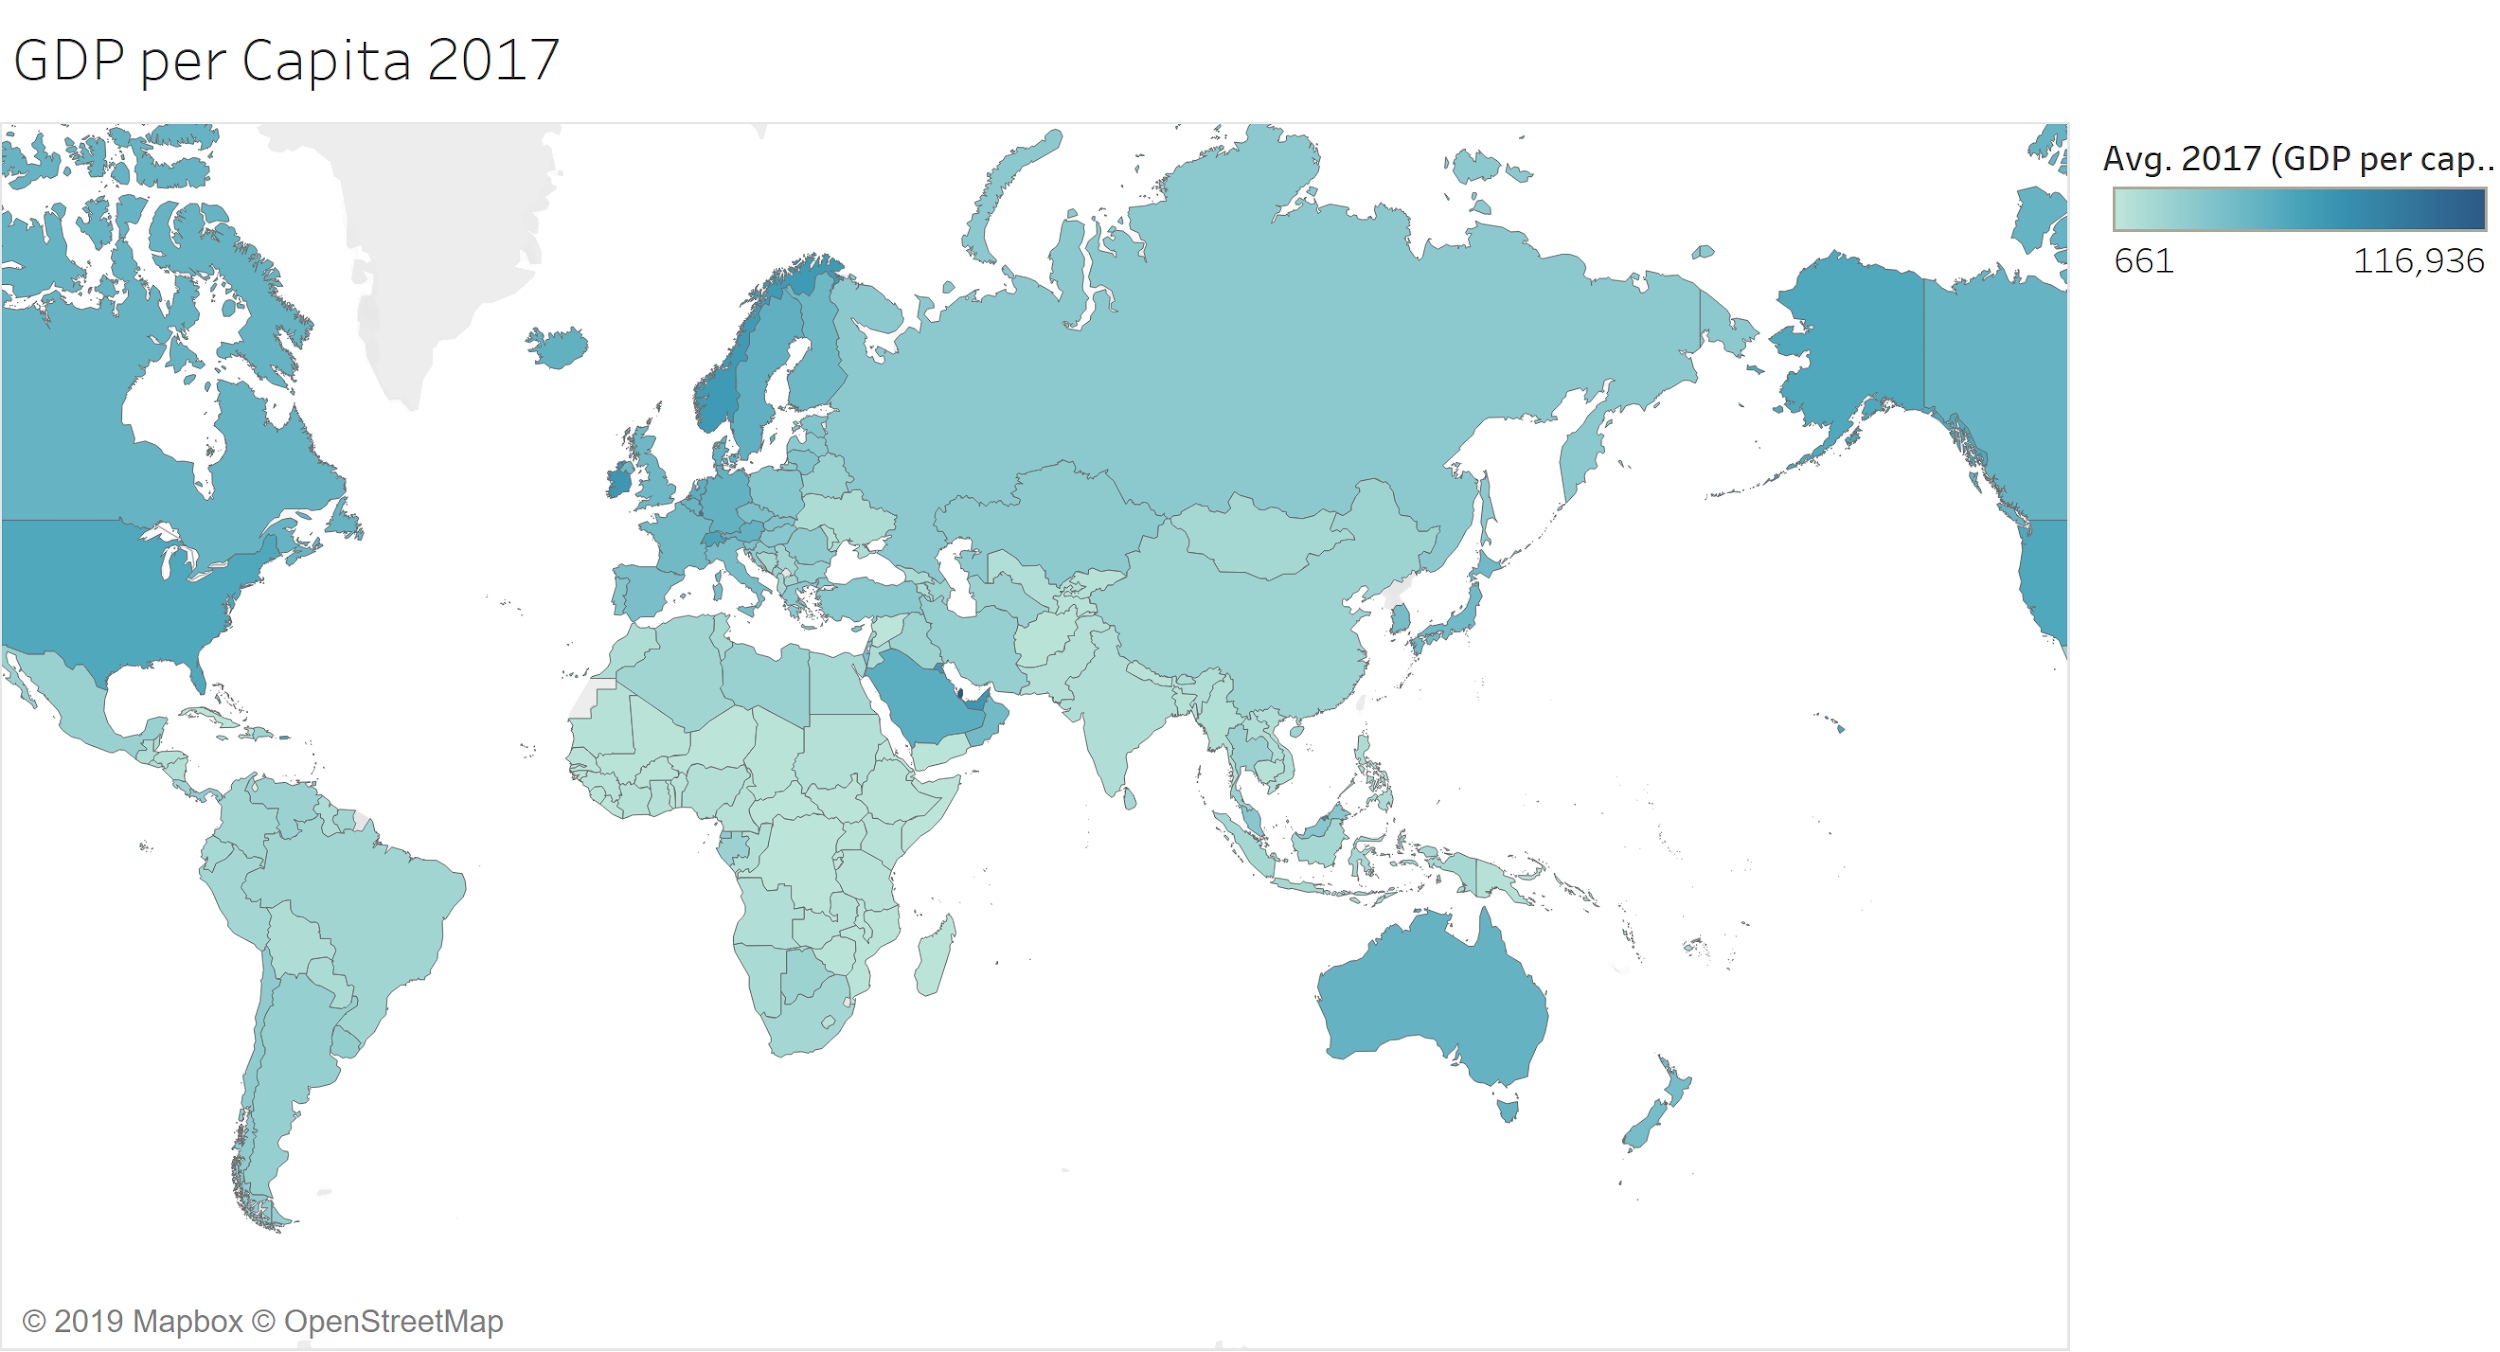 GDP per Capita 2017
Avg. 2017 (GDP per cap..
661 116,936
© 2019 Mapbox © OpenStreetMap